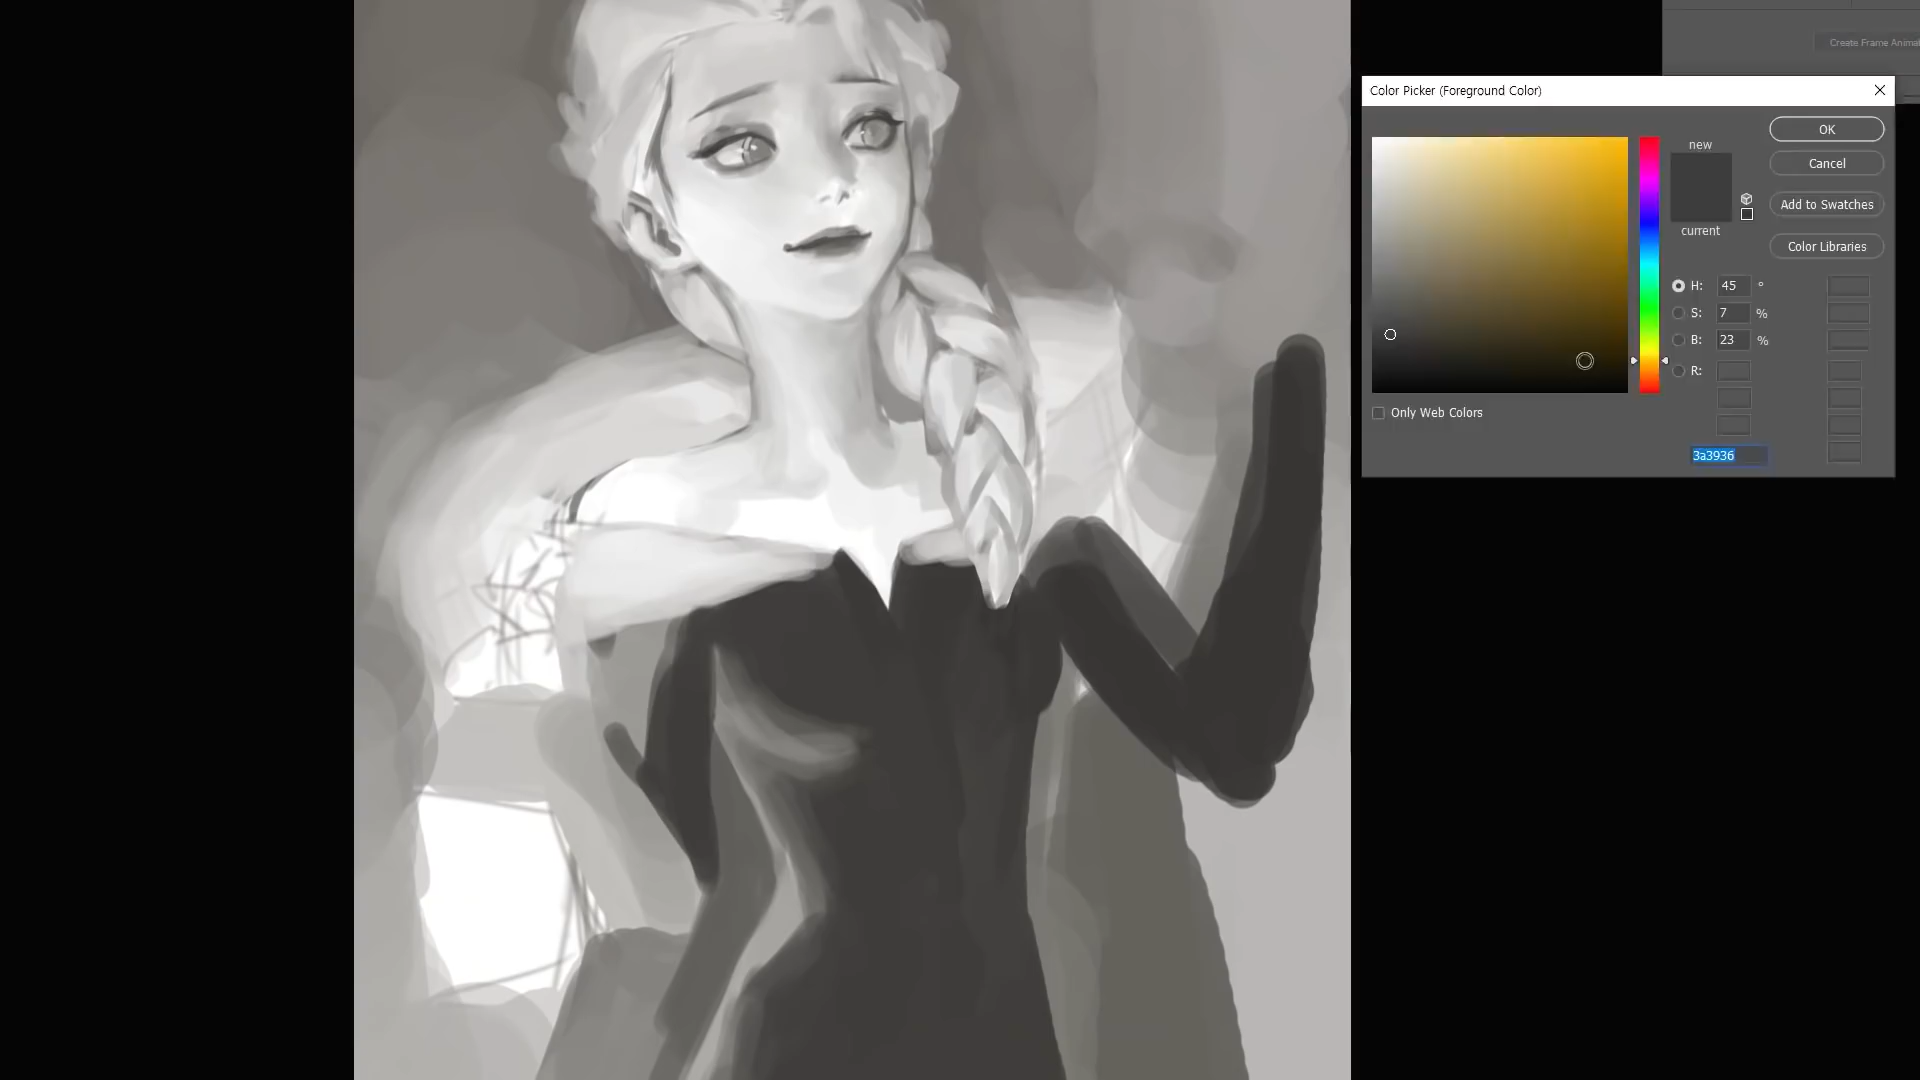 Create Frame Anima
Color Picker (Foreground Color)
new
current
OK
Cancel
Add to Swatches
Color Libraries
H: 45 °
S: 7 %
B: 23 %
R:
Only Web Colors
3a3936